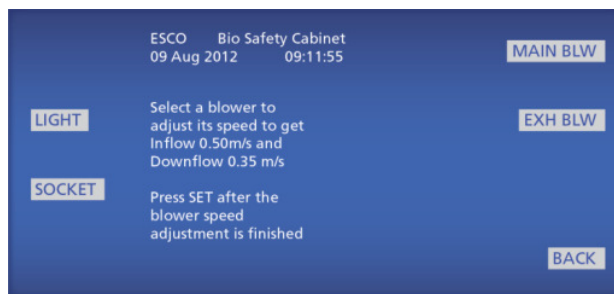 ESCO Bio Safety Cabinet
09 Aug 2012 09:11:55
MAIN BLW
LIGHT
Select a blower to
adjust its speed to get
Inflow 0.50m/s and
Downflow 0.35 m/s
EXH BLW
SOCKET
Press SET after the
blower speed
adjustment is finished
BACK